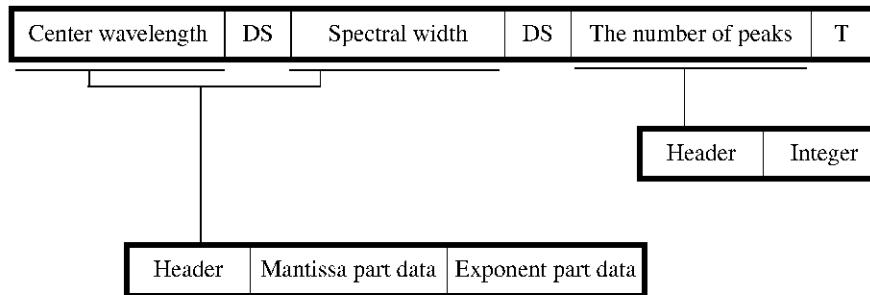 Center wavelength DS Spectral width DS The number of peaks T
Header Integer
Header Mantissa part data Exponent part data